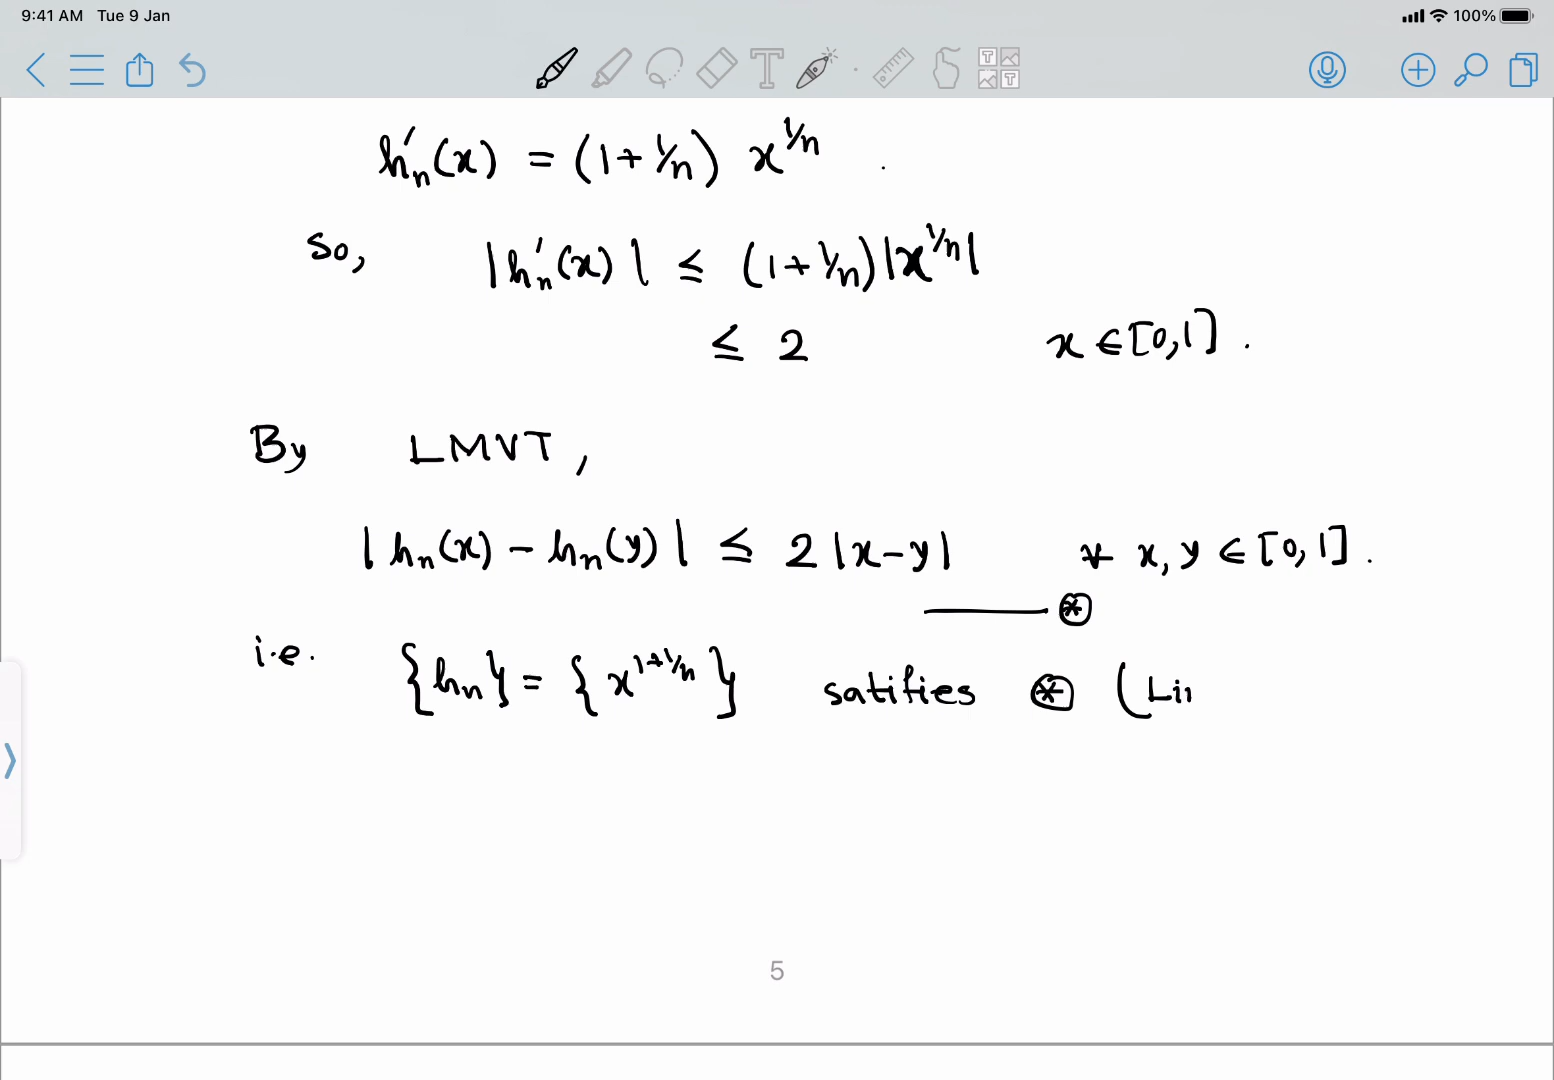 9:41 AM Tue 9 Jan 100%
h'ₙ(x) = (1 + 1/n) x^{1/n} .
so, |h'ₙ(x)| ≤ (1 + 1/n) |x^{1/n}|
≤ 2 x ∈ [0,1] .
By LMVT,
|hₙ(x) – hₙ(y)| ≤ 2 |x–y| ∀ x, y ∈ [0,1] .
——— ⊛
i.e. {hₙ} = {x^{1+1/n}} satifies ⊛ (Li
5